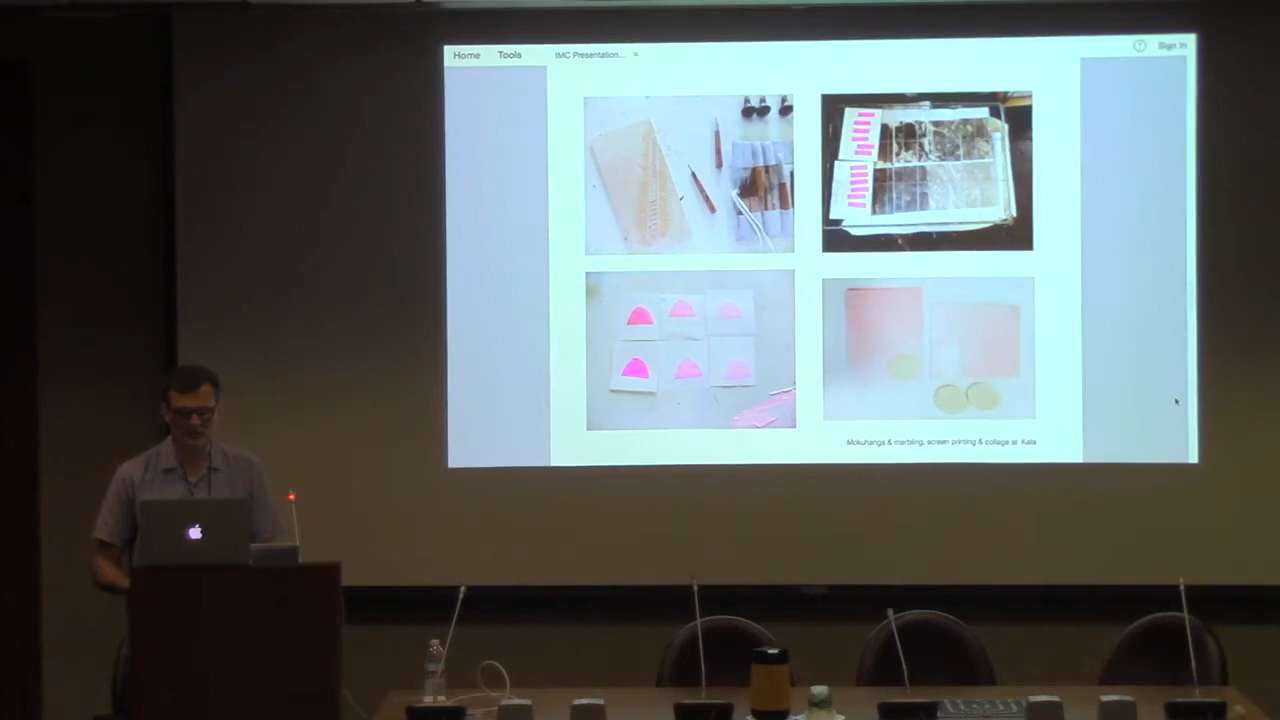 Home Tools IMC Presentation... × ? Sign In
Mokuhanga & marbling, screen printing & collage at Kala